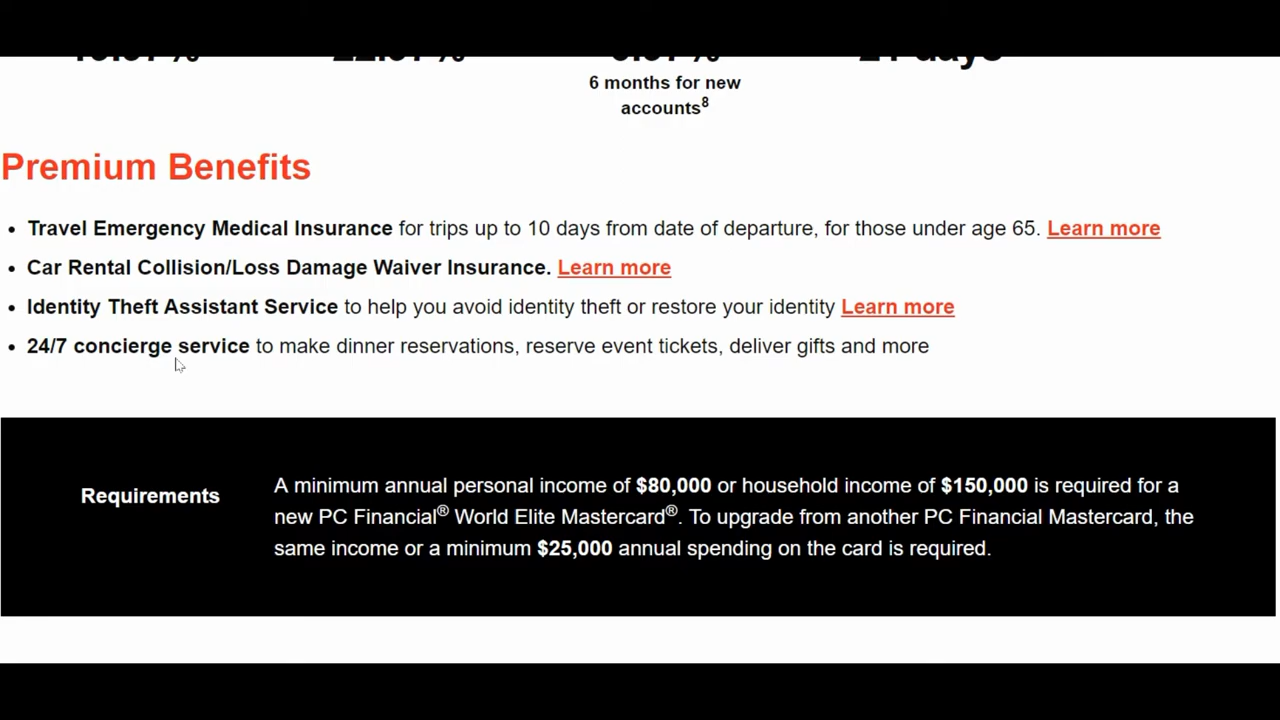 6 months for new
accounts8
Premium Benefits
• Travel Emergency Medical Insurance for trips up to 10 days from date of departure, for those under age 65. Learn more
• Car Rental Collision/Loss Damage Waiver Insurance. Learn more
• Identity Theft Assistant Service to help you avoid identity theft or restore your identity Learn more
• 24/7 concierge service to make dinner reservations, reserve event tickets, deliver gifts and more
Requirements
A minimum annual personal income of $80,000 or household income of $150,000 is required for a
new PC Financial® World Elite Mastercard®. To upgrade from another PC Financial Mastercard, the
same income or a minimum $25,000 annual spending on the card is required.